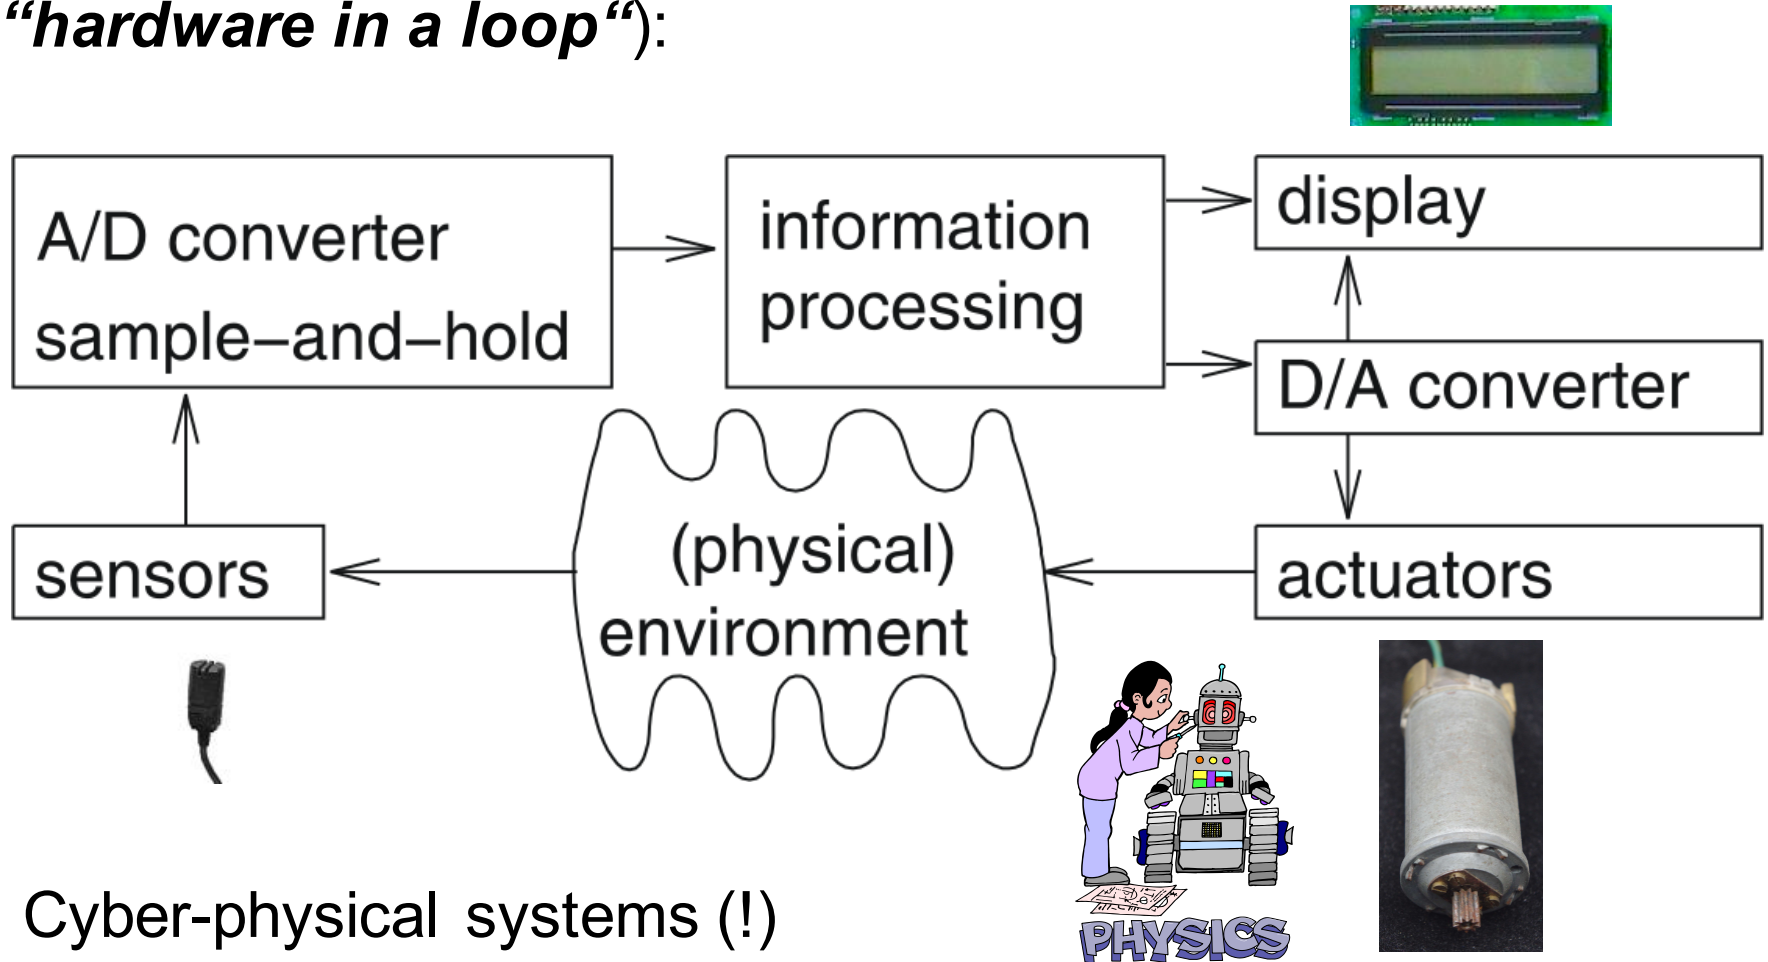 “hardware in a loop“):
A/D converter
sample–and–hold
information
processing
display
D/A converter
sensors
(physical)
environment
actuators
Cyber-physical systems (!)
PHYSICS